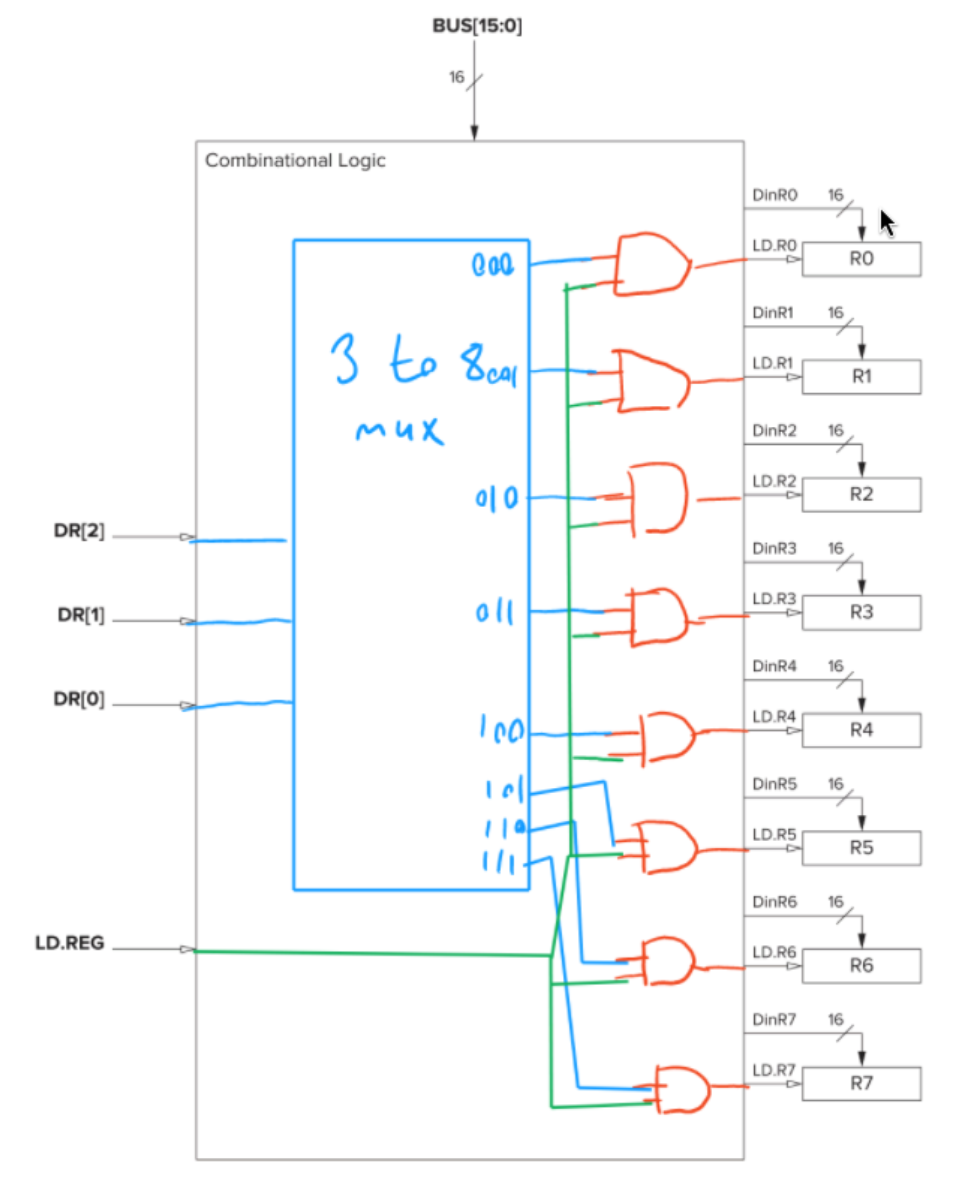 BUS[15:0]
16
Combinational Logic
DinR0 16
000
LD.R0
R0
DinR1 16
3 to 8
001
LD.R1
R1
mux
DinR2 16
010
LD.R2
R2
DR[2]
DinR3 16
011
LD.R3
R3
DR[1]
DinR4 16
DR[0]
100
LD.R4
R4
DinR5 16
101
110
LD.R5
R5
111
DinR6 16
LD.REG
LD.R6
R6
DinR7 16
LD.R7
R7